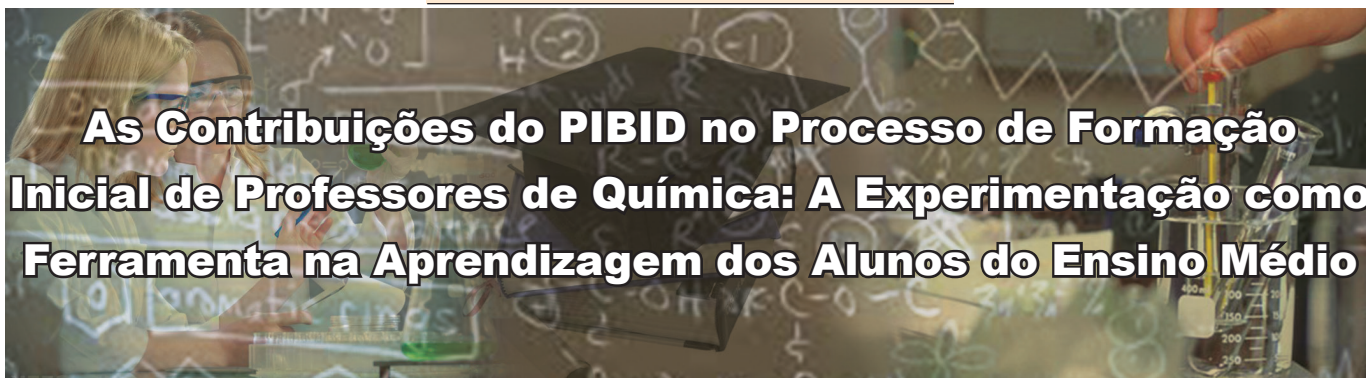 As Contribuições do PIBID no Processo de Formação
Inicial de Professores de Química: A Experimentação como
Ferramenta na Aprendizagem dos Alunos do Ensino Médio